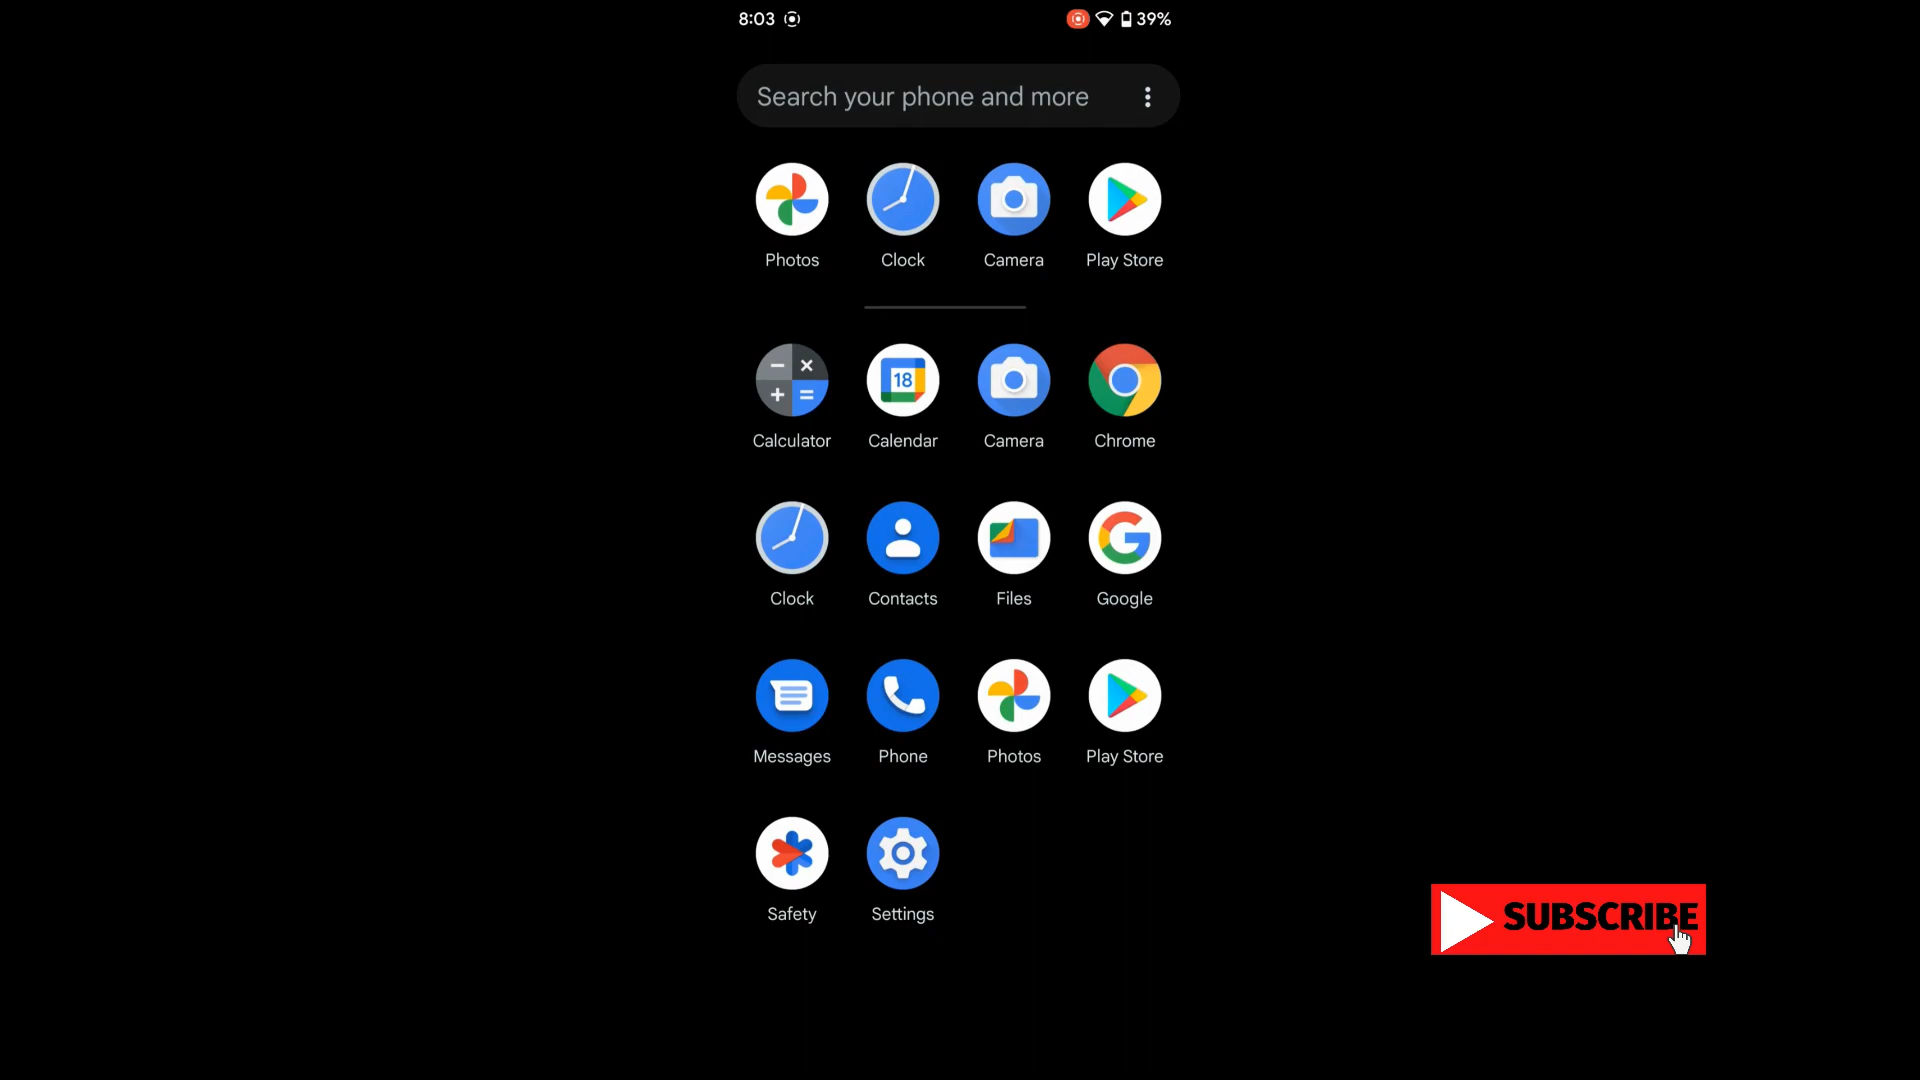 8:03 39%
Search your phone and more
Photos Clock Camera Play Store
18
Calculator Calendar Camera Chrome
Clock Contacts Files Google
Messages Phone Photos Play Store
Safety Settings
SUBSCRIBE